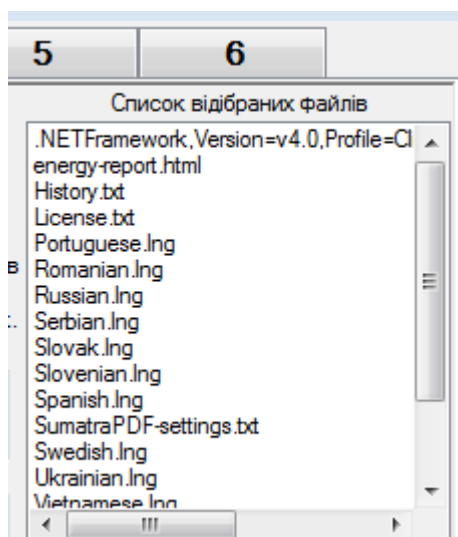 5 6
Список відібраних файлів
.NETFramework,Version=v4.0,Profile=Cl
energy-report.html
History.txt
License.txt
Portuguese.lng
в Romanian.lng
Russian.lng
Serbian.lng
Slovak.lng
Slovenian.lng
Spanish.lng
SumatraPDF-settings.txt
Swedish.lng
Ukrainian.lng
Vietnamese.lng